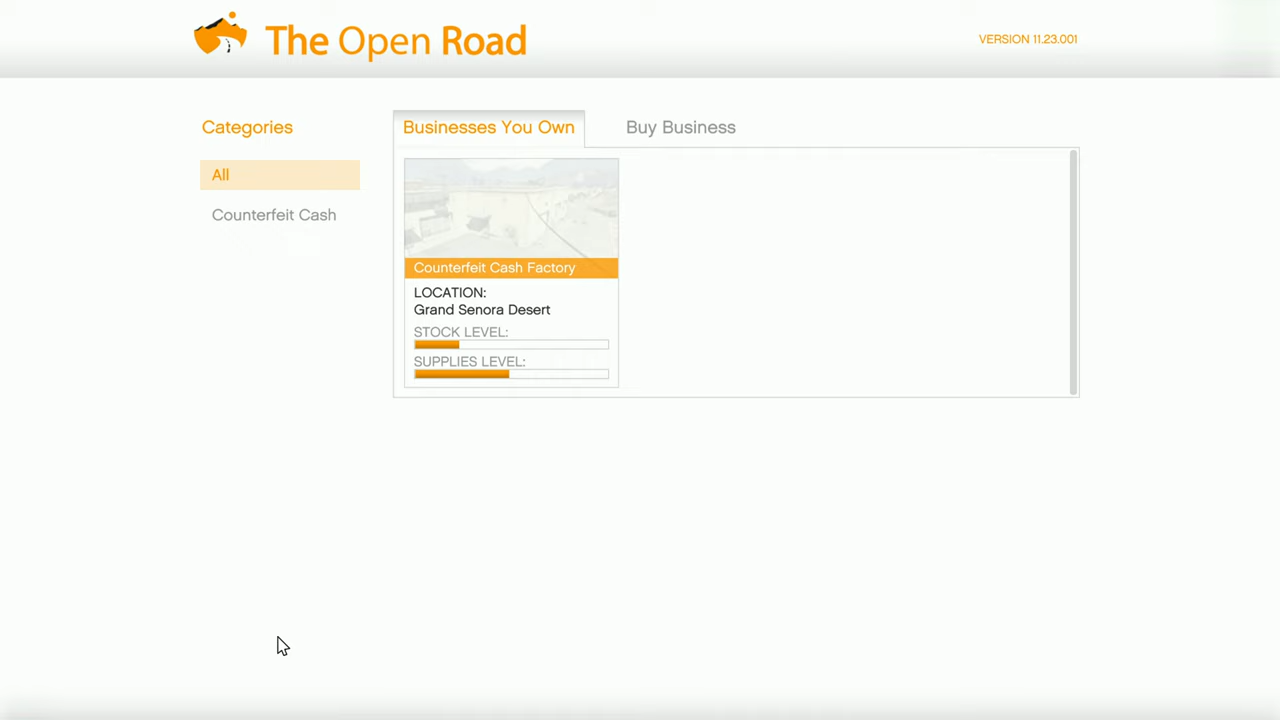 The Open Road
VERSION 11.23.001
Categories
All
Counterfeit Cash
Businesses You Own
Buy Business
Counterfeit Cash Factory
LOCATION:
Grand Senora Desert
STOCK LEVEL:
SUPPLIES LEVEL: